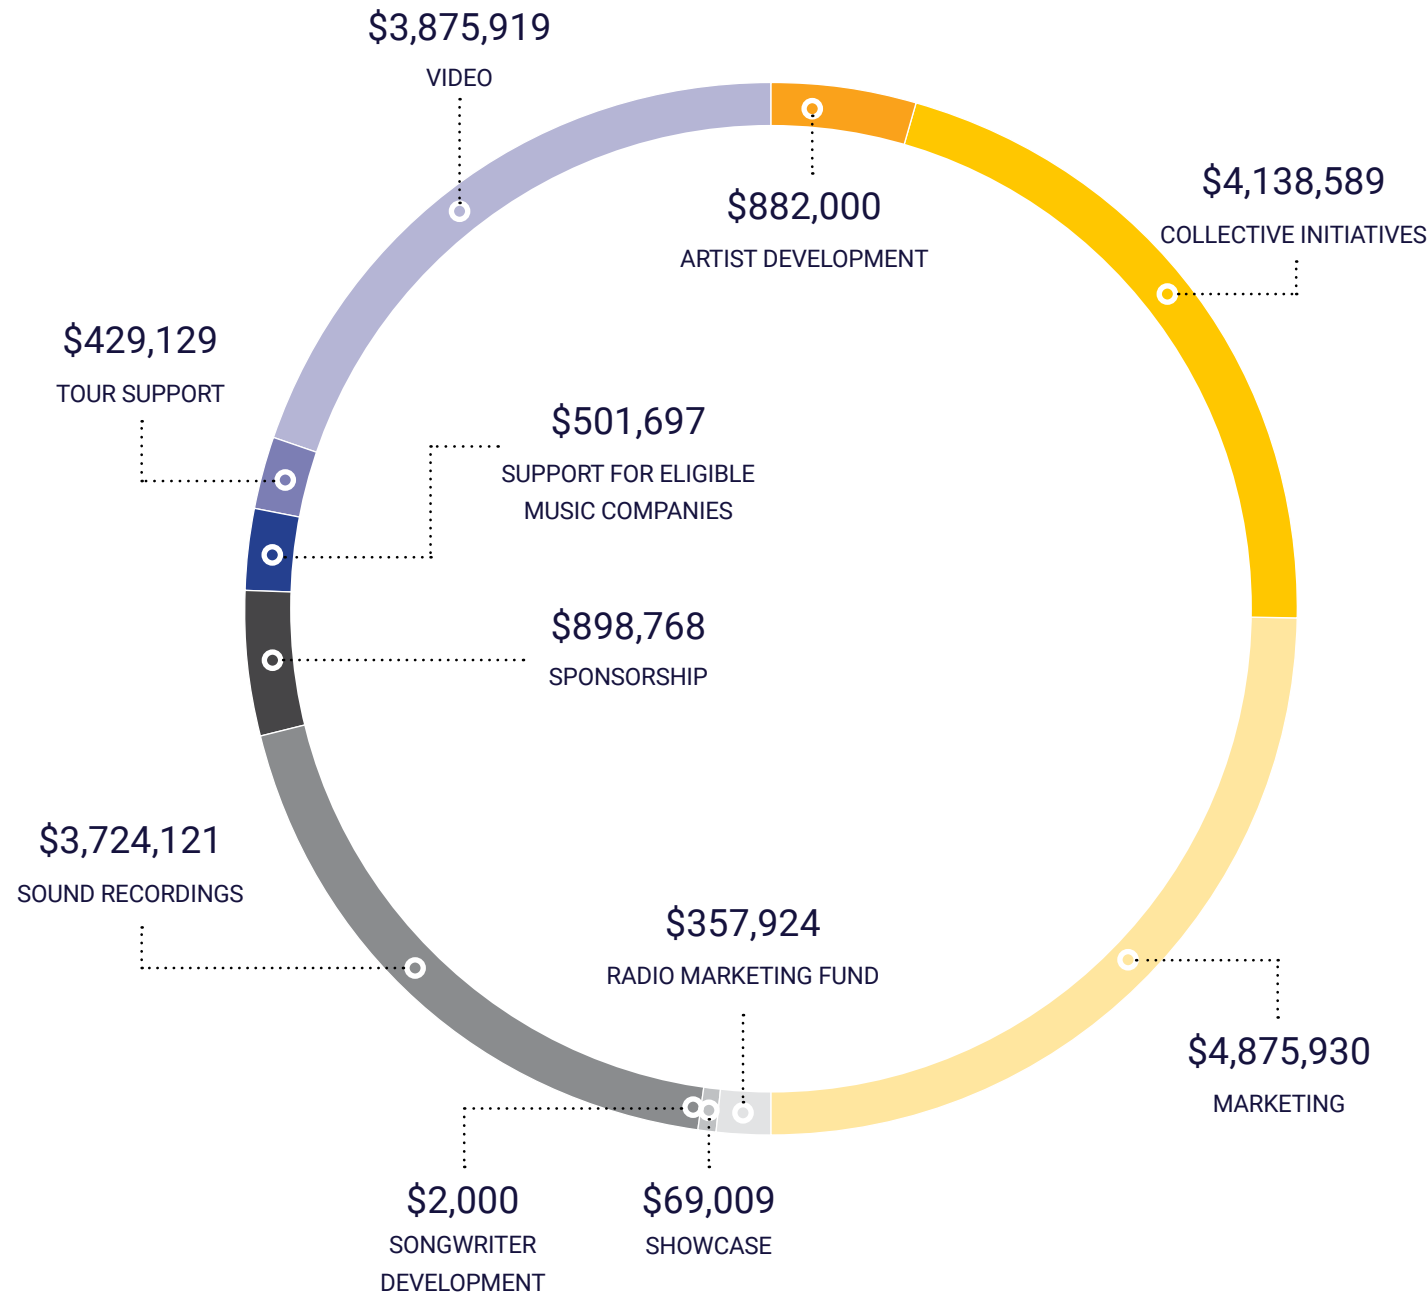 $3,875,919
VIDEO
$882,000
ARTIST DEVELOPMENT
$4,138,589
COLLECTIVE INITIATIVES
$429,129
TOUR SUPPORT
$501,697
SUPPORT FOR ELIGIBLE
MUSIC COMPANIES
$898,768
SPONSORSHIP
$3,724,121
SOUND RECORDINGS
$357,924
RADIO MARKETING FUND
$4,875,930
MARKETING
$2,000
SONGWRITER
DEVELOPMENT
$69,009
SHOWCASE